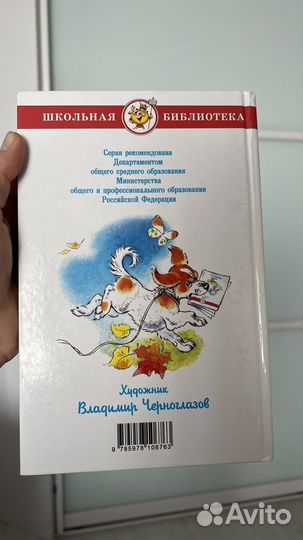 ШКОЛЬНАЯ БИБЛИОТЕКА
Серия рекомендована
Департаментом
общего среднего образования
Министерства
общего и профессионального образования
Российской Федерации
Художник
Владимир Черноглазов
9 785978 106763
Avito